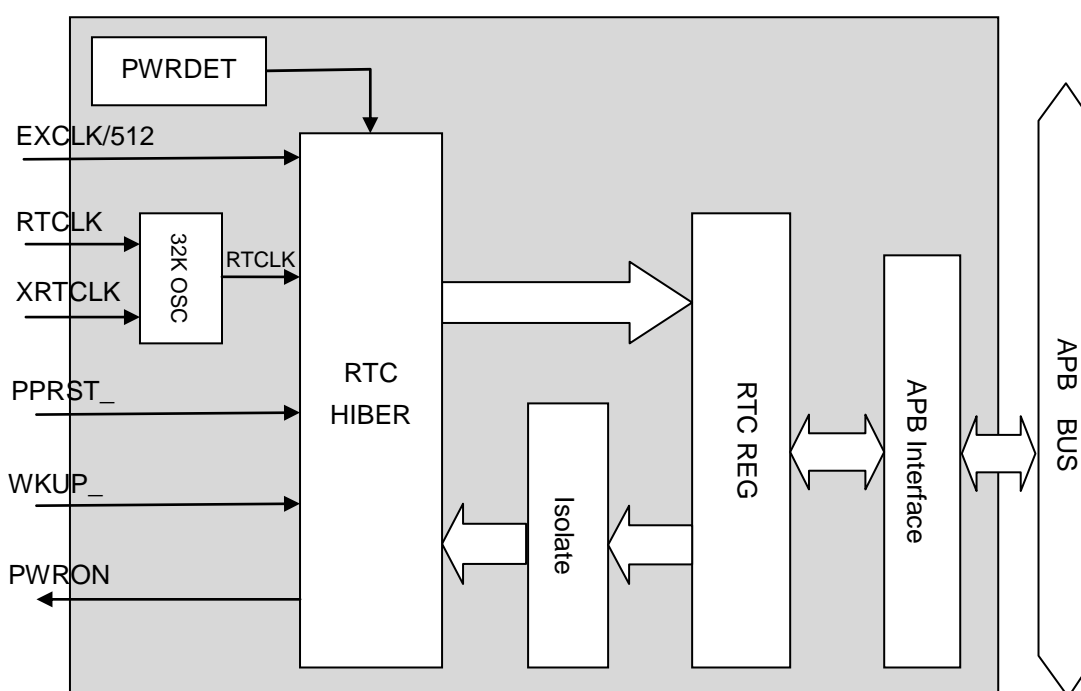 PWRDET
EXCLK/512
RTCLK
32K OSC
RTCLK
XRTCLK
RTC
HIBER
PPRST_
WKUP_
PWRON
Isolate
RTC REG
APB Interface
APB BUS